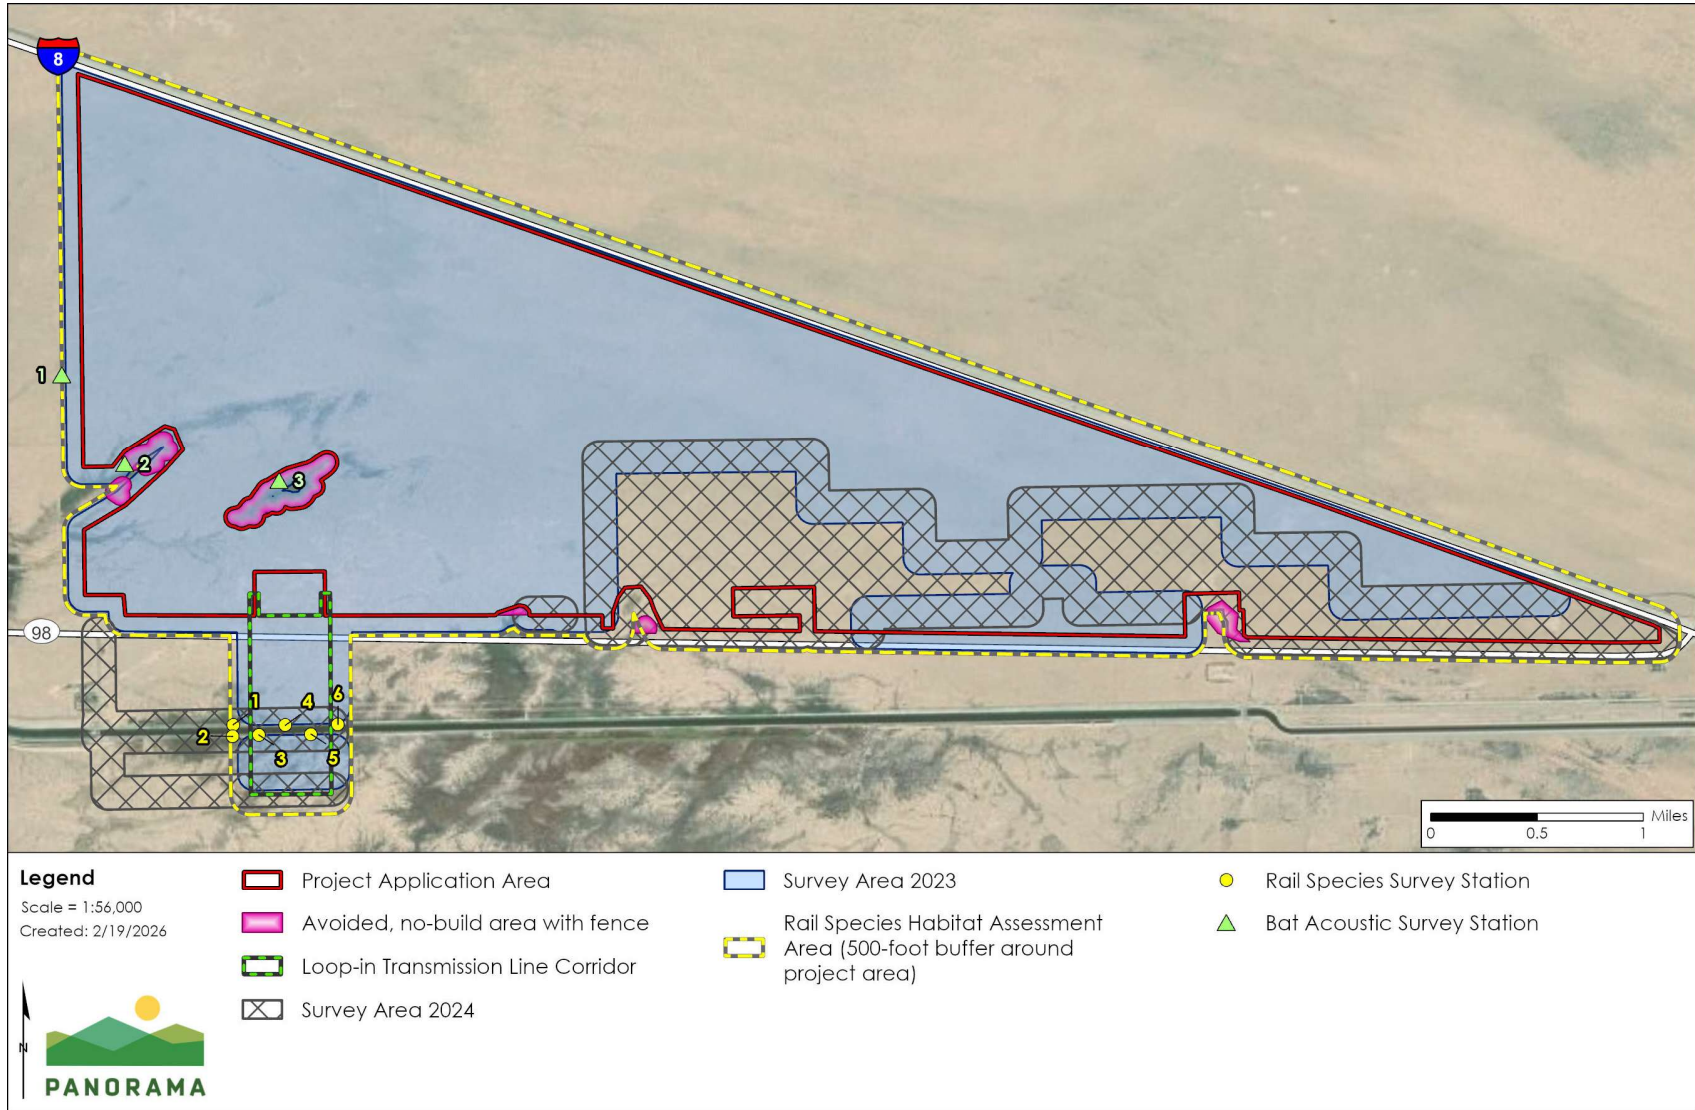 8
1
2
3
98
1
4
6
2
3
5
Miles
0
0.5
1
Legend
Scale = 1:56,000
Created: 2/19/2026
N
PANORAMA
Project Application Area
Avoided, no-build area with fence
Loop-in Transmission Line Corridor
Survey Area 2024
Survey Area 2023
Rail Species Habitat Assessment
Area (500-foot buffer around
project area)
Rail Species Survey Station
Bat Acoustic Survey Station